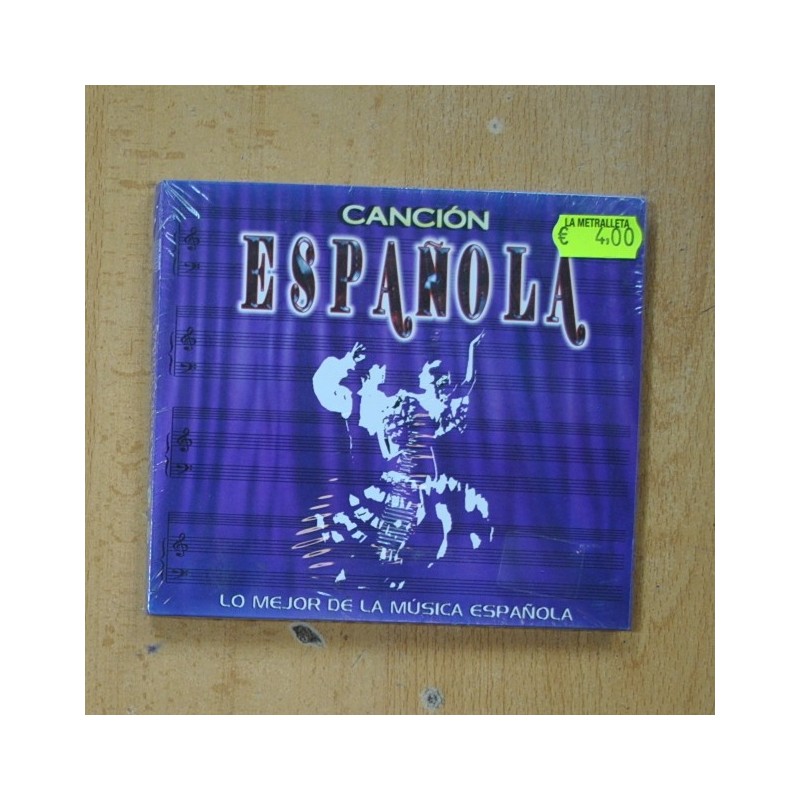 CANCIÓN
ESPAÑOLA
LA METRALLETA
€ 4,00
LO MEJOR DE LA MÚSICA ESPAÑOLA